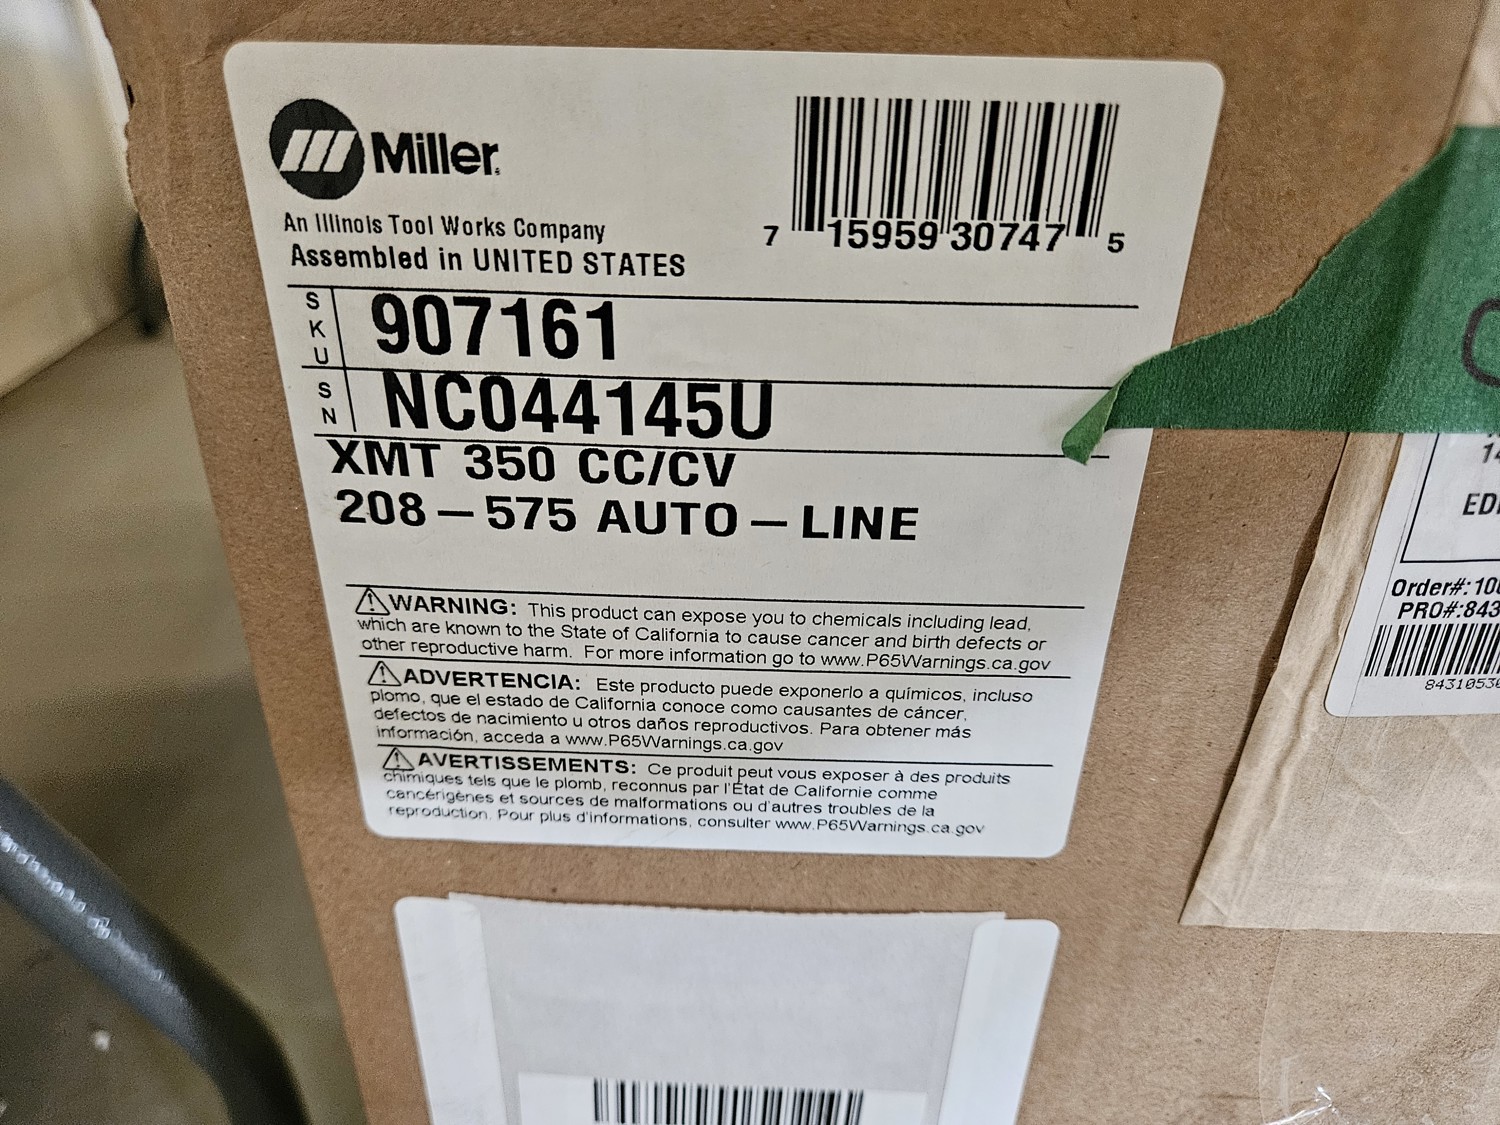 Miller
An Illinois Tool Works Company
Assembled in UNITED STATES
7 15959 30747 5
SKU 907161
SN NC044145U
XMT 350 CC/CV
208-575 AUTO-LINE
WARNING: This product can expose you to chemicals including lead,
which are known to the State of California to cause cancer and birth defects or
other reproductive harm. For more information go to www.P65Warnings.ca.gov
ADVERTENCIA: Este producto puede exponerlo a químicos, incluso
plomo, que el estado de California conoce como causantes de cáncer,
defectos de nacimiento u otros daños reproductivos. Para obtener más
información, acceda a www.P65Warnings.ca.gov
AVERTISSEMENTS: Ce produit peut vous exposer à des produits
chimiques tels que le plomb, reconnus par l'État de Californie comme
cancérigènes et sources de malformations ou d'autres troubles de la
reproduction. Pour plus d'informations, consulter www.P65Warnings.ca.gov
Order#:
PRO#:843